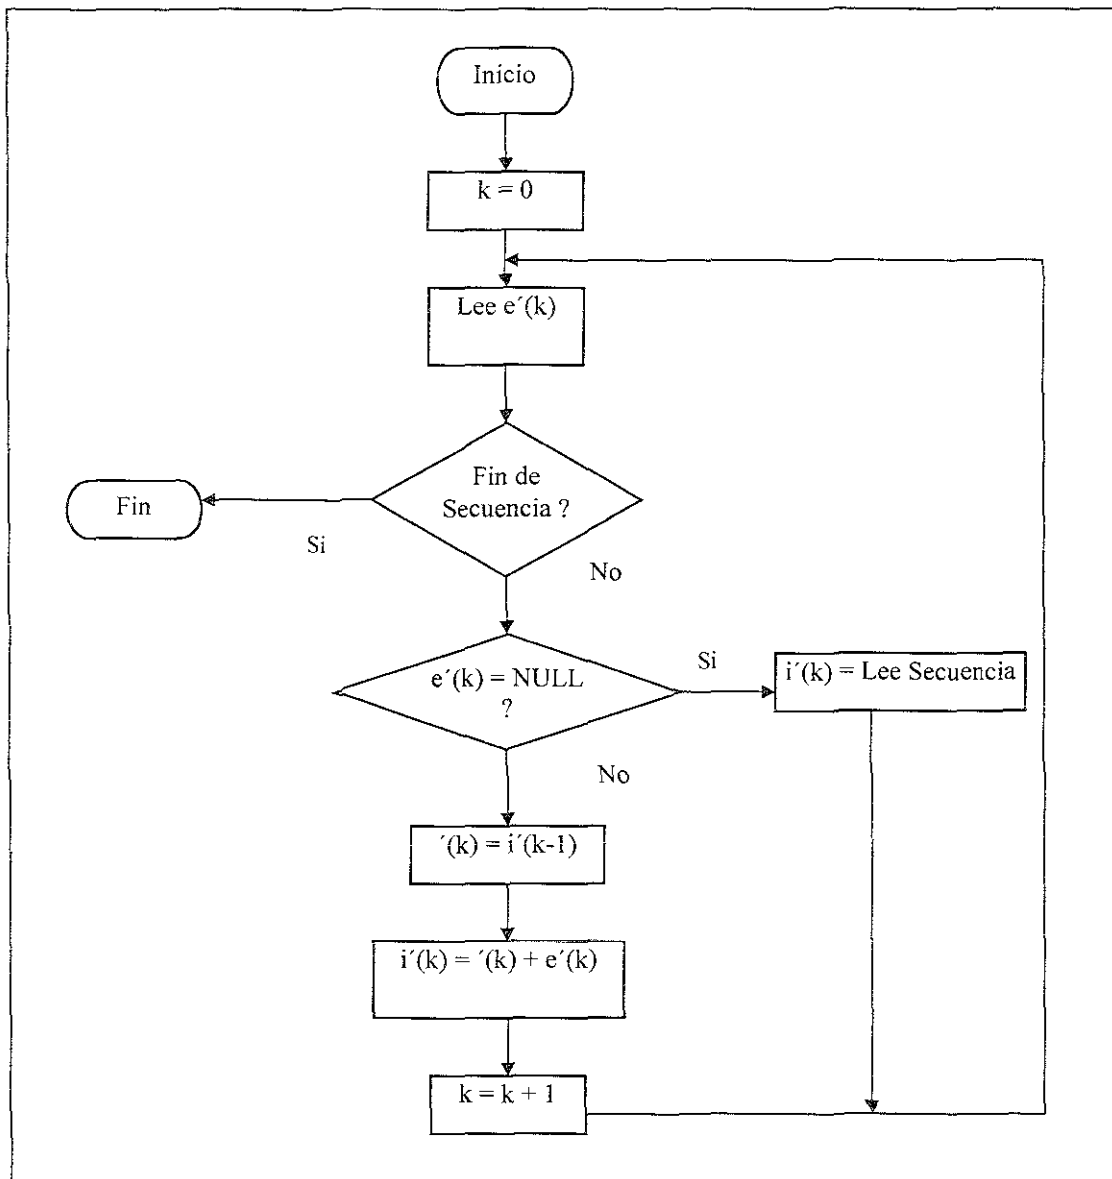 Inicio
k = 0
Lee e´(k)
Fin de
Secuencia ?
Fin
Si
No
e´(k) = NULL
?
Si
i´(k) = Lee Secuencia
No
´(k) = i´(k-1)
i´(k) = ´(k) + e´(k)
k = k + 1